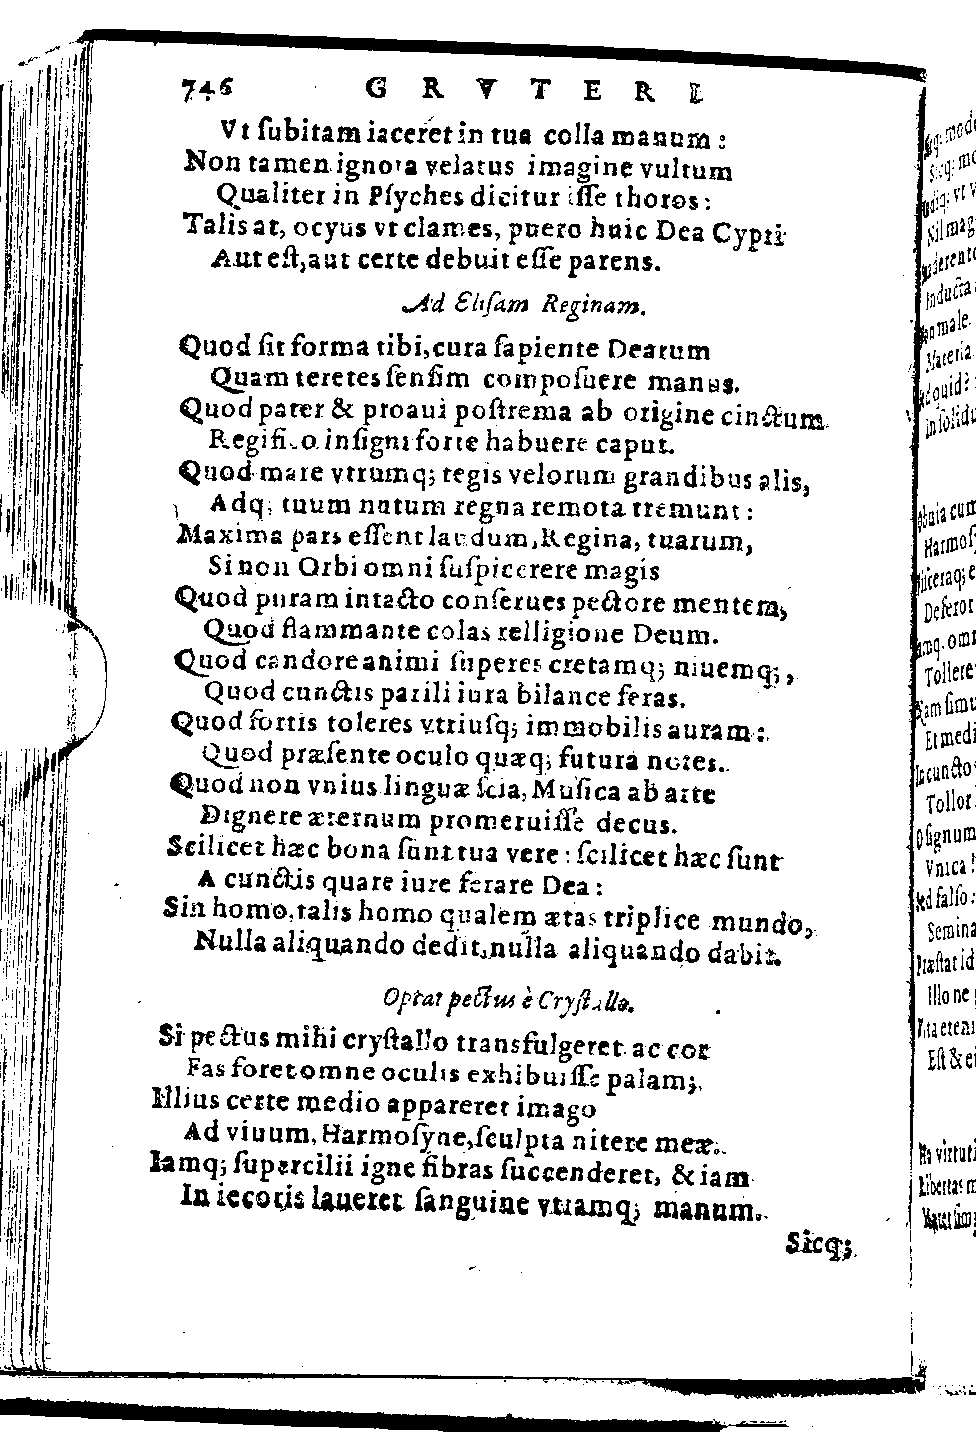 746 GRVTERI
Vt ſubitam iaceret in tua colla manum:
Non tamen ignota velatus imagine vultum
Qualiter in Pſyches dicitur iſſe thoros:
Talis at, ocyus vt clames, puero huic Dea Cypri
Aut eſt, aut certe debuit eſſe parens.
Ad Eliſam Reginam.
Quod ſit forma tibi, cura ſapiente Dearum
Quam teretes ſenſim compoſuere manus.
Quod pater & proaui poſtrema ab origine cinctum
Regifico inſigni forte habuere caput.
Quod mare vtrumq; tegis velorum grandibus alis,
Adq; tuum nutum regna remota tremunt:
Maxima pars eſſent laudum, Regina, tuarum,
Si non Orbi omni ſuſpicerere magis
Quod puram intacto conſerues pectore mentem,
Quod flammante colas relligione Deum.
Quod candore animi ſuperes cretamq; niuemq;,
Quod cunctis parili iura bilance feras.
Quod fortis toleres vtriuſq; immobilis auram:
Quod præſente oculo quæq; futura notes.
Quod non vnius linguæ ſcia, Muſica ab arte
Dignere æternum promeruiſſe decus.
Scilicet hæc bona ſunt tua vere: ſcilicet hæc ſunt
A cunctis quare iure ferare Dea:
Sin homo, talis homo qualem ætas triplice mundo,
Nulla aliquando dedit, nulla aliquando dabit.
Optat pectus è Cryſtallo.
Si pectus mihi cryſtallo transfulgeret ac cor
Fas foret omne oculis exhibuiſſe palam;
Illius certe medio appareret imago
Ad viuum, Harmoſyne, ſculpta nitere meæ.
Iamq; ſupercilii igne fibras ſuccenderet, & iam
In iecoris laueret ſanguine vtramq; manum.
Sicq;